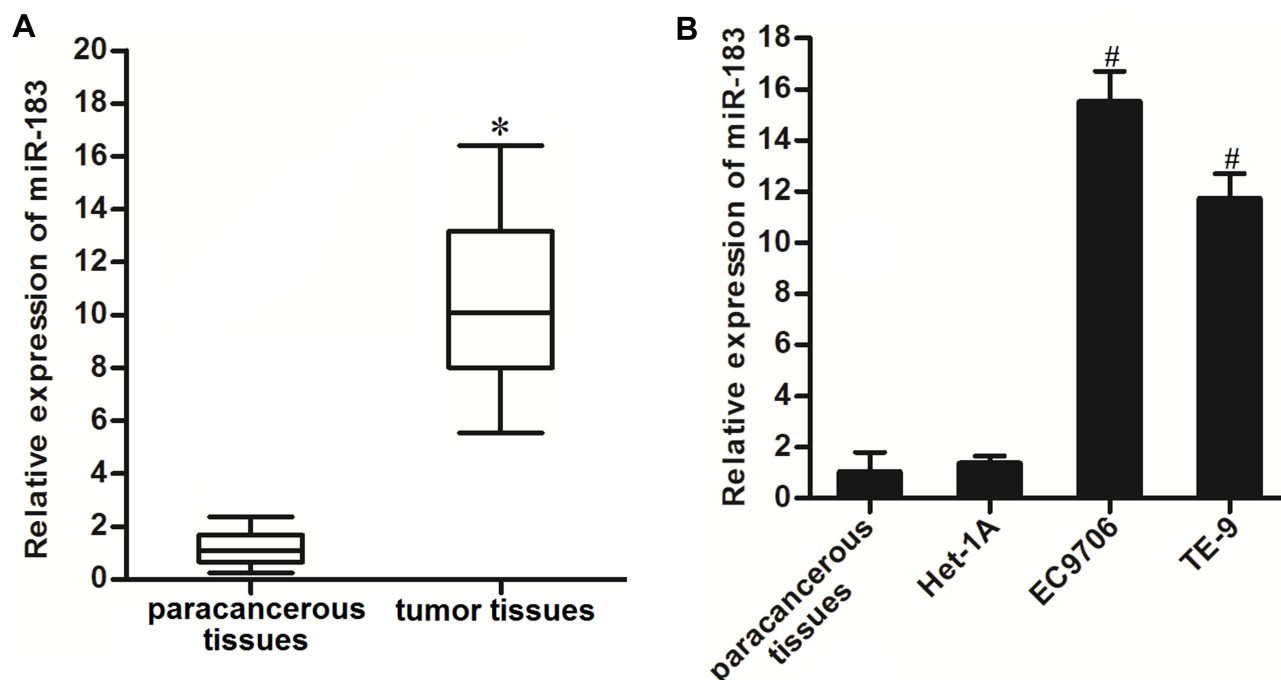 A
Relative expression of miR-183
20
18
16
14
12
10
8
6
4
2
0
*
paracancerous
tissues
tumor tissues
B
Relative expression of miR-183
18
16
14
12
10
8
6
4
2
0
#
#
paracancerous
tissues
Het-1A
EC9706
TE-9